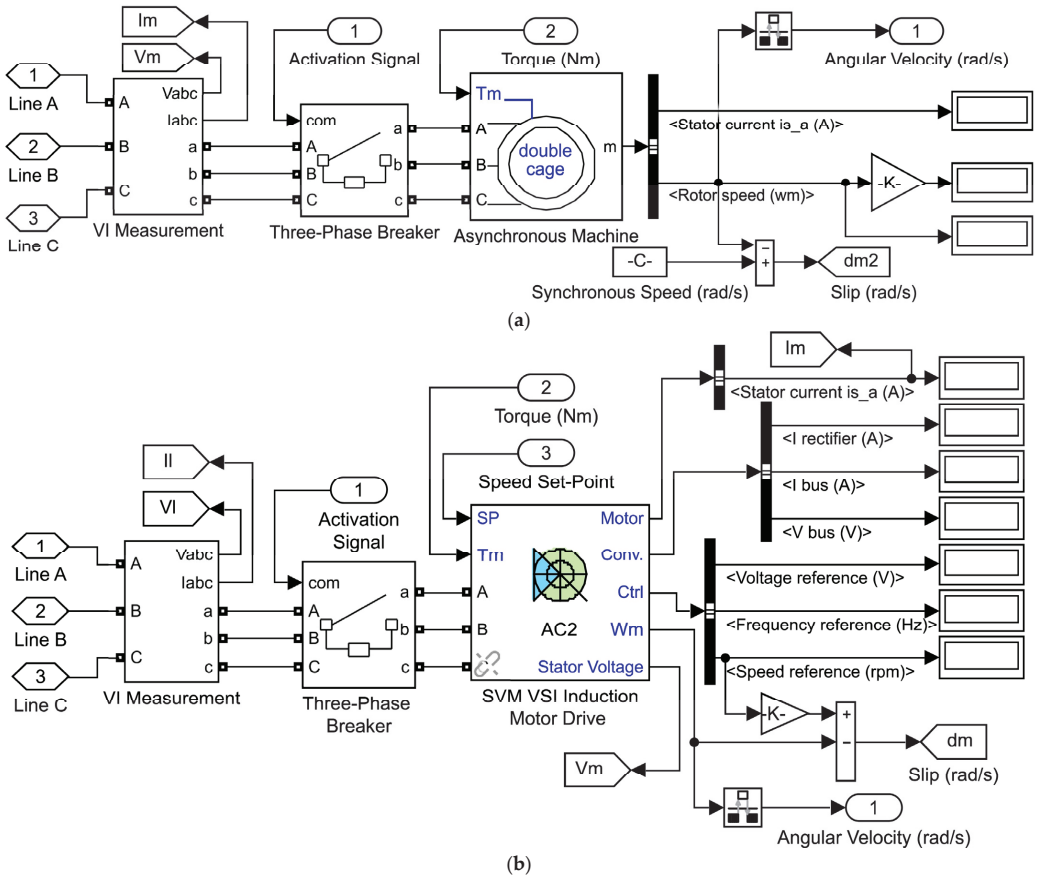 Im
1
2
Vm
Activation Signal
Torque (Nm)
1
Angular Velocity (rad/s)
1
Line A
2
Line B
3
Line C
A
B
C
Vabc
Iabc
a
b
c
VI Measurement
com
A
B
C
a
b
c
Three-Phase Breaker
Tm
A
B
C
double
cage
m
Asynchronous Machine
<Stator current is_a (A)>
<Rotor speed (wm)>
-K-
-C-
Synchronous Speed (rad/s)
−
+
dm2
Slip (rad/s)
(a)
Im
<Stator current is_a (A)>
2
Torque (Nm)
<I rectifier (A)>
3
Speed Set-Point
<I bus (A)>
<V bus (V)>
II
VI
1
Activation
Signal
1
Line A
2
Line B
3
Line C
A
B
C
Vabc
Iabc
a
b
c
VI Measurement
com
A
B
C
a
b
c
Three-Phase
Breaker
SP
Tm
A
B
Motor
Conv.
Ctrl
Wm
Stator Voltage
AC2
SVM VSI Induction
Motor Drive
<Voltage reference (V)>
<Frequency reference (Hz)>
<Speed reference (rpm)>
-K-
+
−
dm
Slip (rad/s)
Vm
1
Angular Velocity (rad/s)
(b)